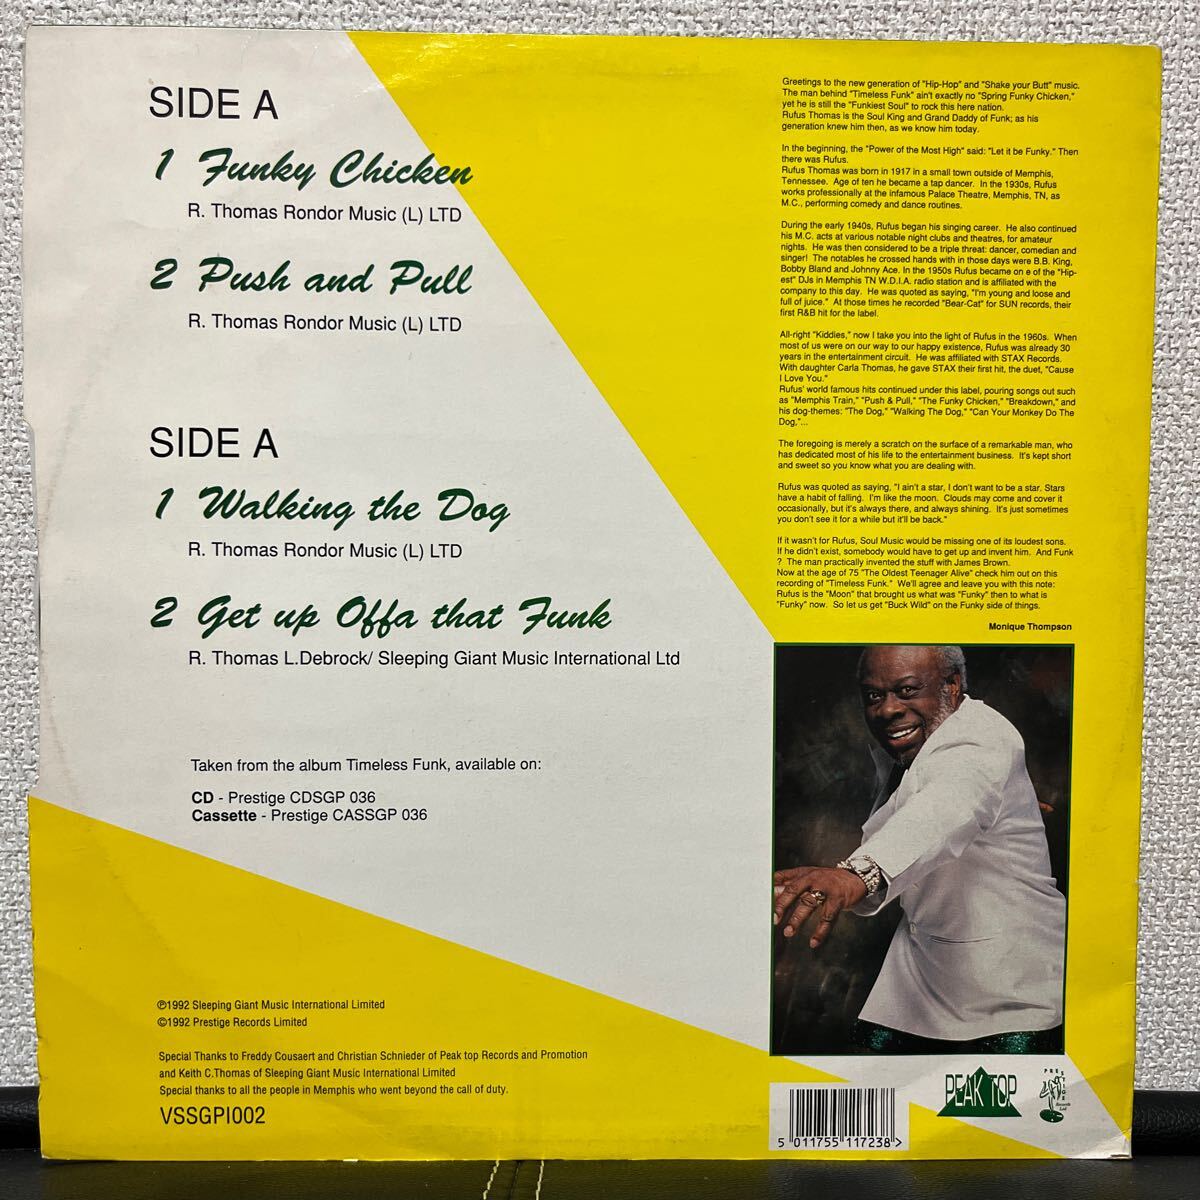 SIDE A
1 Funky Chicken
R. Thomas Rondor Music (L) LTD
2 Push and Pull
R. Thomas Rondor Music (L) LTD
SIDE A
1 Walking the Dog
R. Thomas Rondor Music (L) LTD
2 Get up Offa that Funk
R. Thomas L.Debrock/ Sleeping Giant Music International Ltd
Taken from the album Timeless Funk, available on:
CD - Prestige CDSGP 036
Cassette - Prestige CASSGP 036
℗1992 Sleeping Giant Music International Limited
©1992 Prestige Records Limited
Special Thanks to Freddy Cousaert and Christian Schnieder of Peak top Records and Promotion
and Keith C.Thomas of Sleeping Giant Music International Limited
Special thanks to all the people in Memphis who went beyond the call of duty.
VSSGPI002
Greetings to the new generation of "Hip-Hop" and "Shake your Butt" music.
The man behind "Timeless Funk" ain't exactly no "Spring Funky Chicken,"
yet he is still the "Funkiest Soul" to rock this here nation.
Rufus Thomas is the Soul King and Grand Daddy of Funk; as his
generation knew him then, as we know him today.
In the beginning, the "Power of the Most High" said: "Let it be Funky." Then
there was Rufus.
Rufus Thomas was born in 1917 in a small town outside of Memphis,
Tennessee. Age of ten he became a tap dancer. In the 1930s, Rufus
works professionally at the infamous Palace Theatre, Memphis, TN, as
M.C., performing comedy and dance routines.
During the early 1940s, Rufus began his singing career. He also continued
his M.C. acts at various notable night clubs and theatres, for amateur
nights. He was then considered to be a triple threat: dancer, comedian and
singer! The notables he crossed hands with in those days were B.B. King,
Bobby Bland and Johnny Ace. In the 1950s Rufus became on e of the "Hip-
est" DJs in Memphis TN W.D.I.A. radio station and is affiliated with the
company to this day. He was quoted as saying, "I'm young and loose and
full of juice." At those times he recorded "Bear-Cat" for SUN records, their
first R&B hit for the label.
All-right "Kiddies," now I take you into the light of Rufus in the 1960s. When
most of us were on our way to our happy existence, Rufus was already 30
years in the entertainment circuit. He was affiliated with STAX Records.
With daughter Carla Thomas, he gave STAX their first hit, the duet, "Cause
I Love You."
Rufus' world famous hits continued under this label, pouring songs out such
as "Memphis Train," "Push & Pull," "The Funky Chicken," "Breakdown," and
his dog-themes: "The Dog," "Walking The Dog," "Can Your Monkey Do The
Dog,"...
The foregoing is merely a scratch on the surface of a remarkable man, who
has dedicated most of his life to the entertainment business. It's kept short
and sweet so you know what you are dealing with.
Rufus was quoted as saying, "I ain't a star, I don't want to be a star. Stars
have a habit of falling. I'm like the moon. Clouds may come and cover it
occasionally, but it's always there, and always shining. It's just sometimes
you don't see it for a while but it'll be back."
If it wasn't for Rufus, Soul Music would be missing one of its loudest sons.
If he didn't exist, somebody would have to get up and invent him. And Funk
? The man practically invented the stuff with James Brown.
Now at the age of 75 "The Oldest Teenager Alive" check him out on this
recording of "Timeless Funk." We'll agree and leave you with this note:
Rufus is the "Moon" that brought us what was "Funky" then to what is
"Funky" now. So let us get "Buck Wild" on the Funky side of things.
Monique Thompson
5 011755 117238>
PEAK TOP
PRESTIGE
Records
Ltd